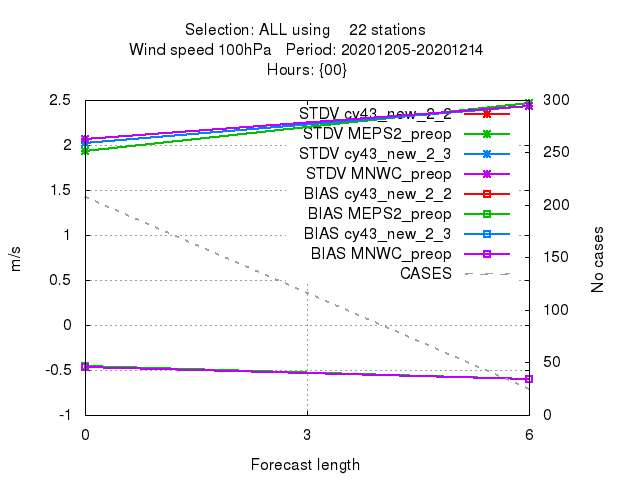 Selection: ALL using 22 stations
Wind speed 100hPa Period: 20201205-20201214
Hours: {00}
2.5
2
1.5
1
0.5
0
-0.5
-1
300
250
200
150
100
50
0
0 3 6
m/s
No cases
Forecast length
STDV cy43_new_2_2
STDV MEPS2_preop
STDV cy43_new_2_3
STDV MNWC_preop
BIAS cy43_new_2_2
BIAS MEPS2_preop
BIAS cy43_new_2_3
BIAS MNWC_preop
CASES